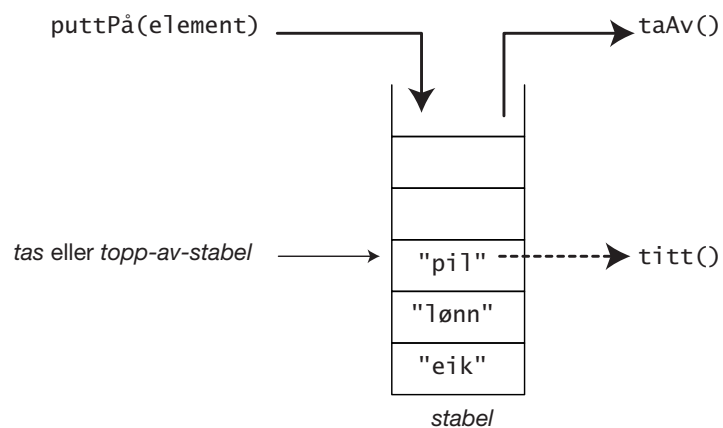 puttPå(element)
taAv()
tas eller topp-av-stabel
"pil"
titt()
"lønn"
"eik"
stabel